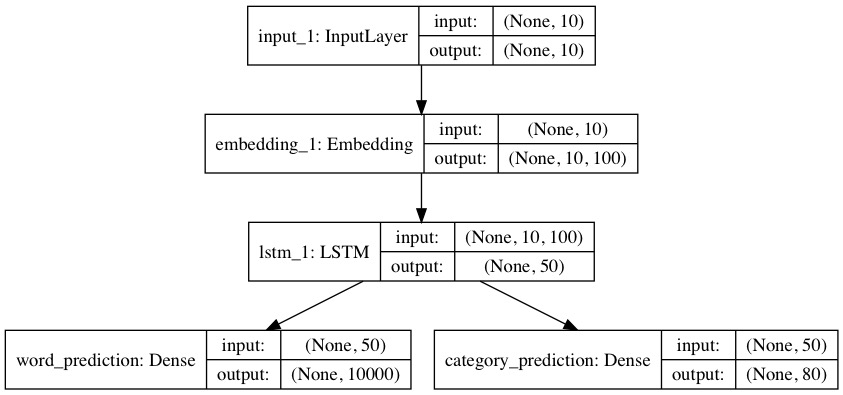 input_1: InputLayer
input: (None, 10)
output: (None, 10)
embedding_1: Embedding
input: (None, 10)
output: (None, 10, 100)
lstm_1: LSTM
input: (None, 10, 100)
output: (None, 50)
word_prediction: Dense
input: (None, 50)
output: (None, 10000)
category_prediction: Dense
input: (None, 50)
output: (None, 80)